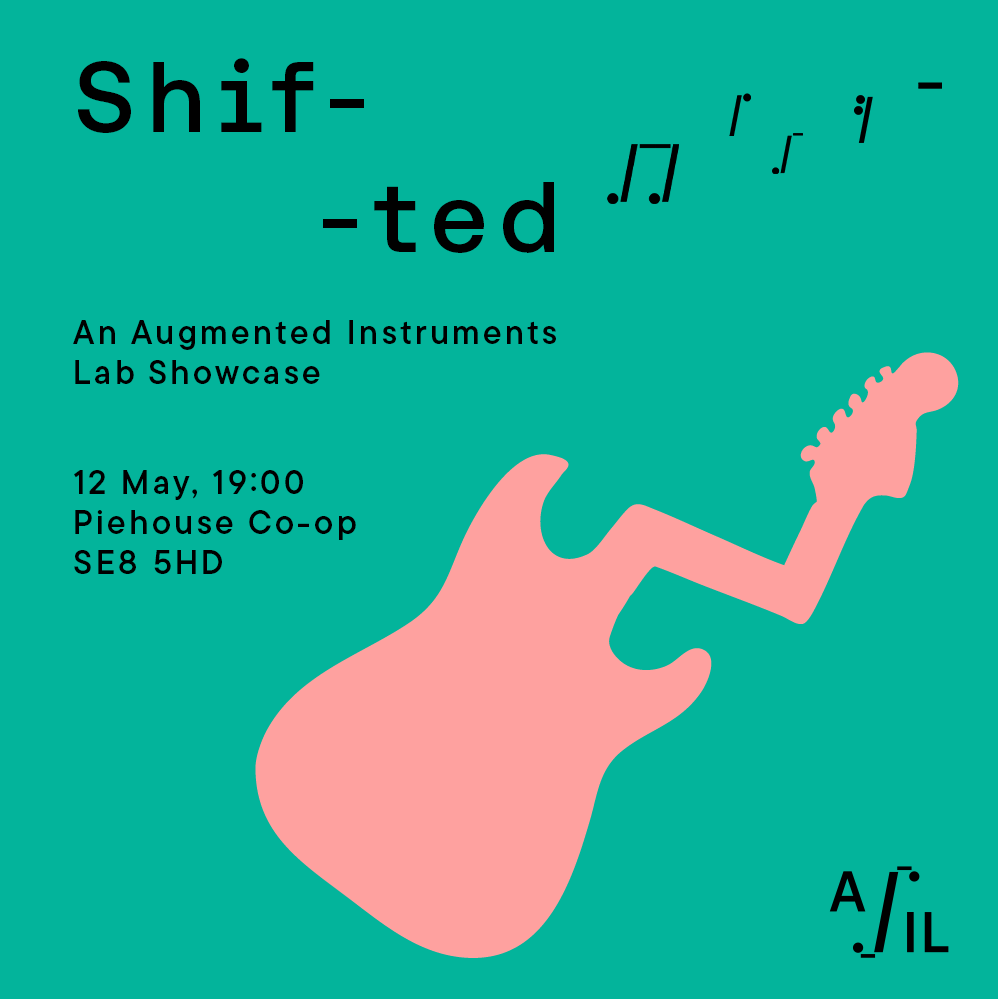 Shif-
-ted
An Augmented Instruments
Lab Showcase
12 May, 19:00
Piehouse Co-op
SE8 5HD
A
IL